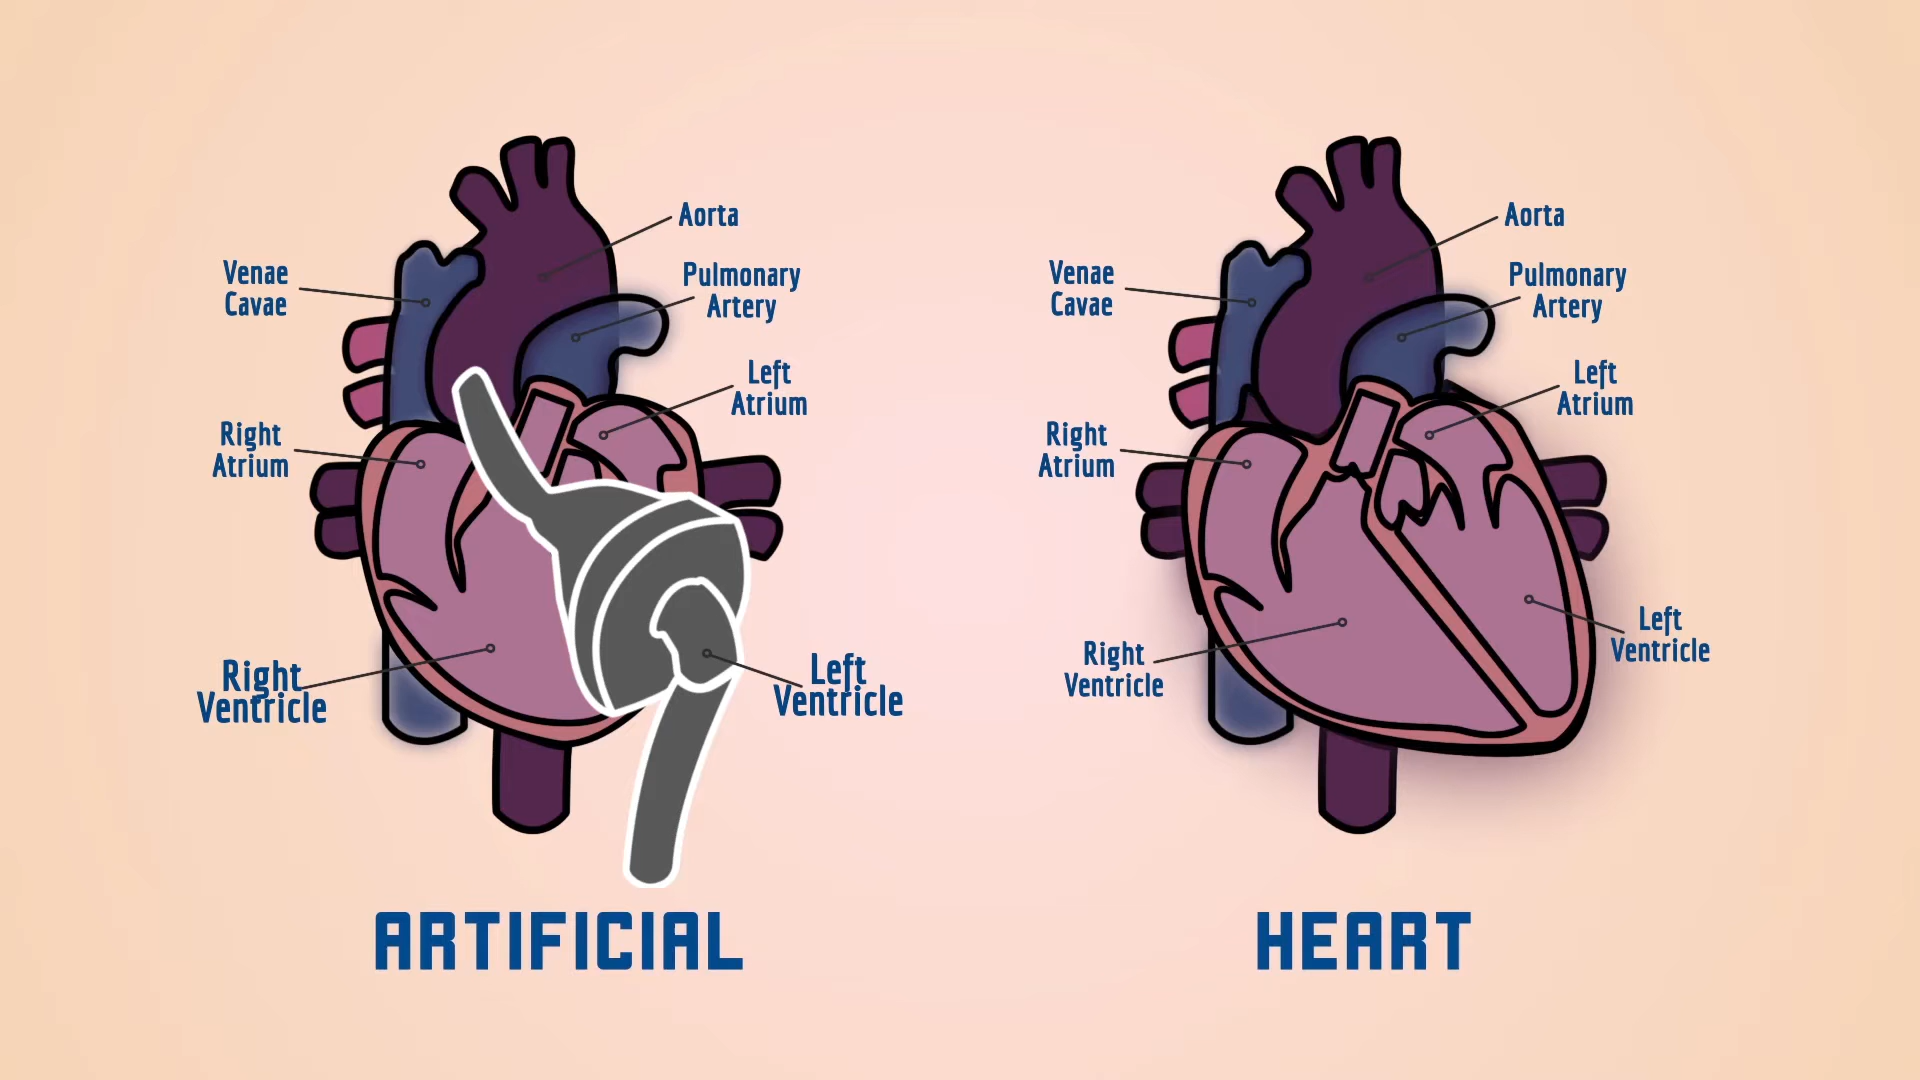 Aorta
Venae
Cavae
Pulmonary
Artery
Left
Atrium
Right
Atrium
Right
Ventricle
Left
Ventricle
ARTIFICIAL
Aorta
Venae
Cavae
Pulmonary
Artery
Left
Atrium
Right
Atrium
Left
Ventricle
Right
Ventricle
HEART